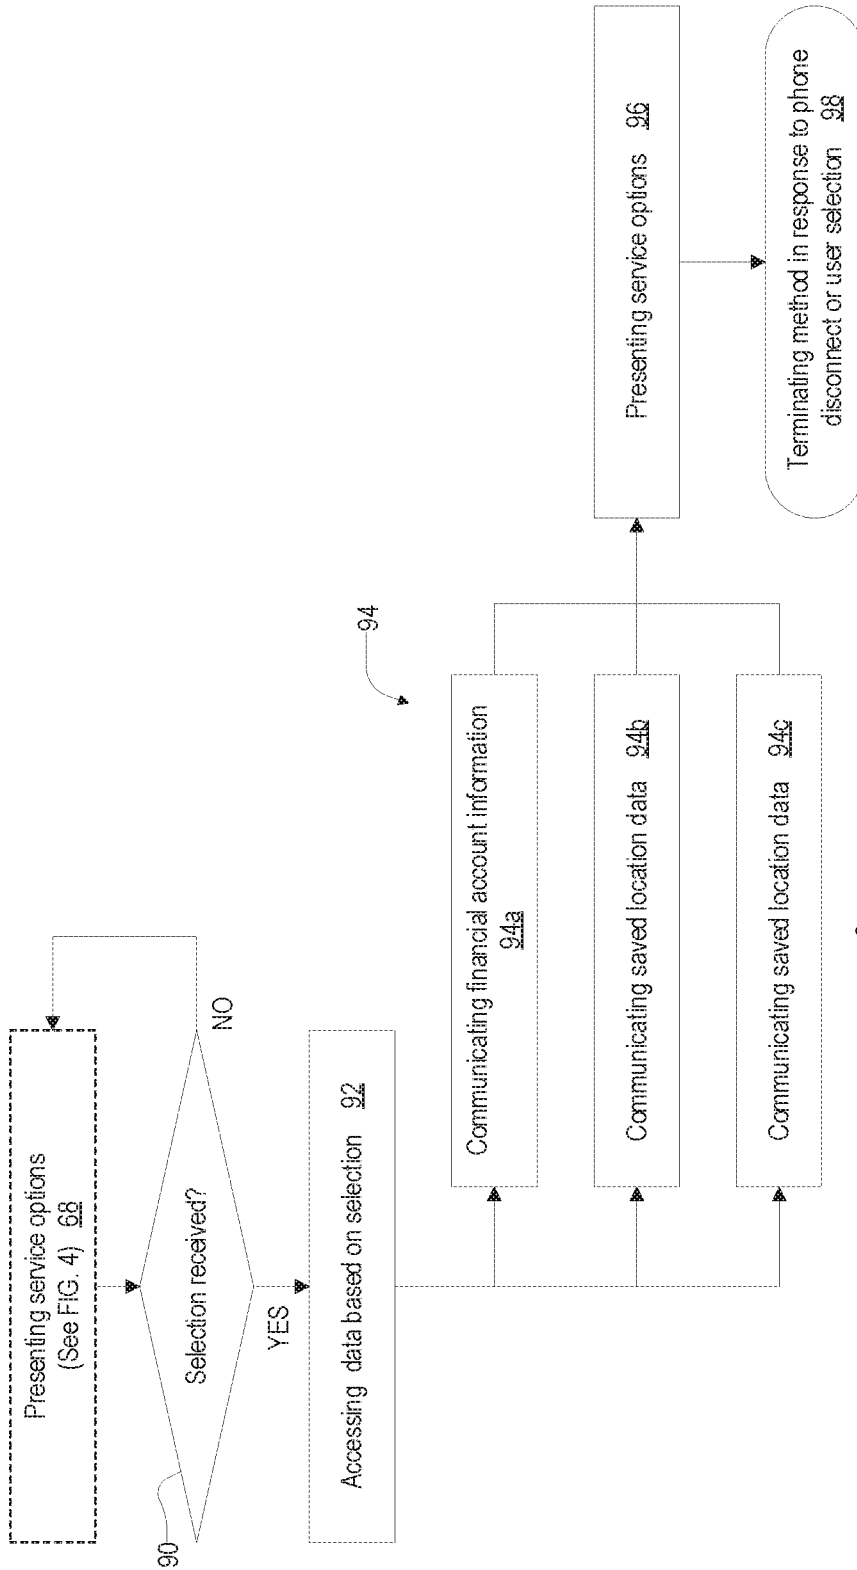 Presenting service options
(See FIG. 4) 68
90
Selection received?
NO
YES
Accessing data based on selection 92
94
Communicating financial account information
94a
Communicating saved location data 94b
Communicating saved location data 94c
Presenting service options 96
Terminating method in response to phone
disconnect or user selection 98